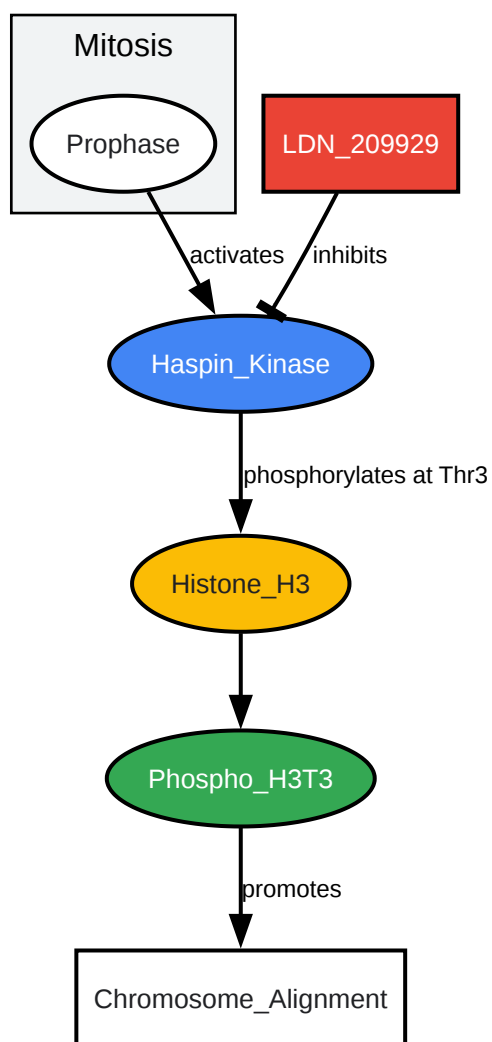 Mitosis
Prophase
LDN_209929
activates
inhibits
Haspin_Kinase
phosphorylates at Thr3
Histone_H3
Phospho_H3T3
promotes
Chromosome_Alignment